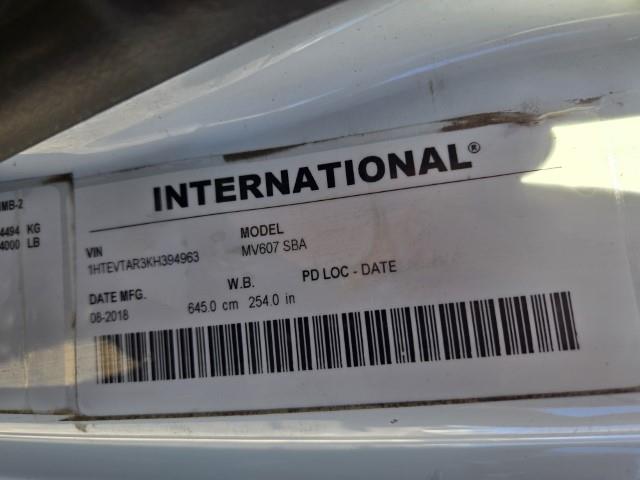 MB-2
4494 KG
4000 LB
INTERNATIONAL®
VIN
1HTEVTAR3KH394963
MODEL
MV607 SBA
DATE MFG.
08-2018
W.B.
645.0 cm 254.0 in
PD LOC - DATE